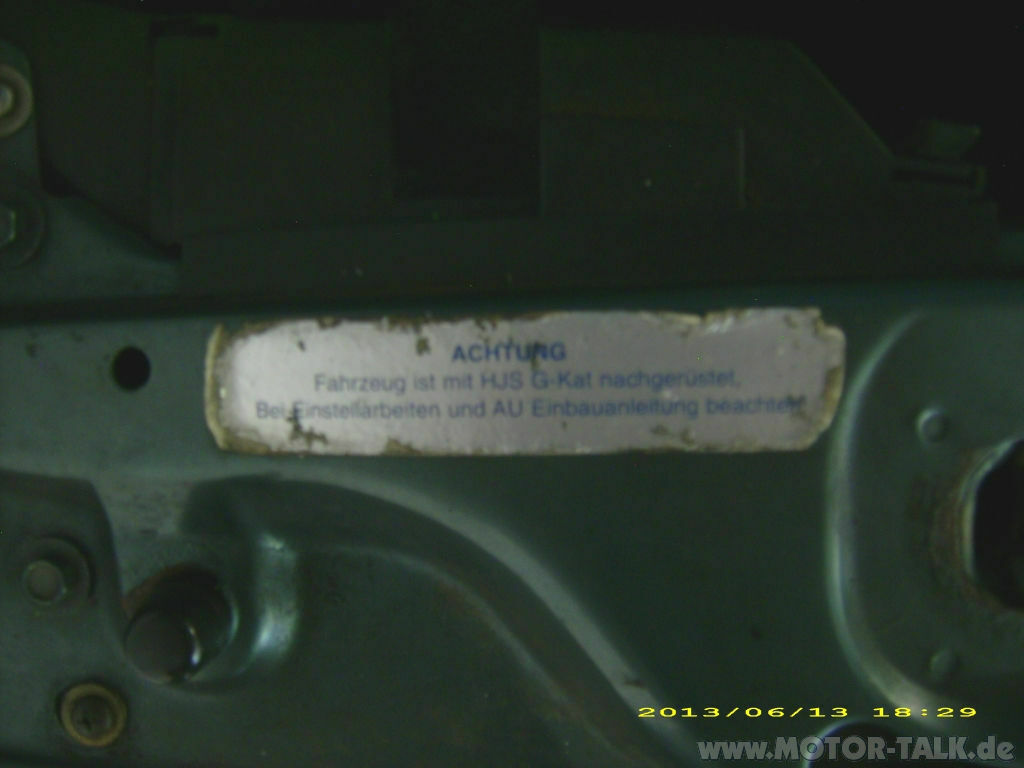 ACHTUNG
Fahrzeug ist mit HJS G-Kat nachgerüstet,
Bei Einstellarbeiten und AU Einbauanleitung beachten
2013/06/13 18:29
www.MOTOR-TALK.de